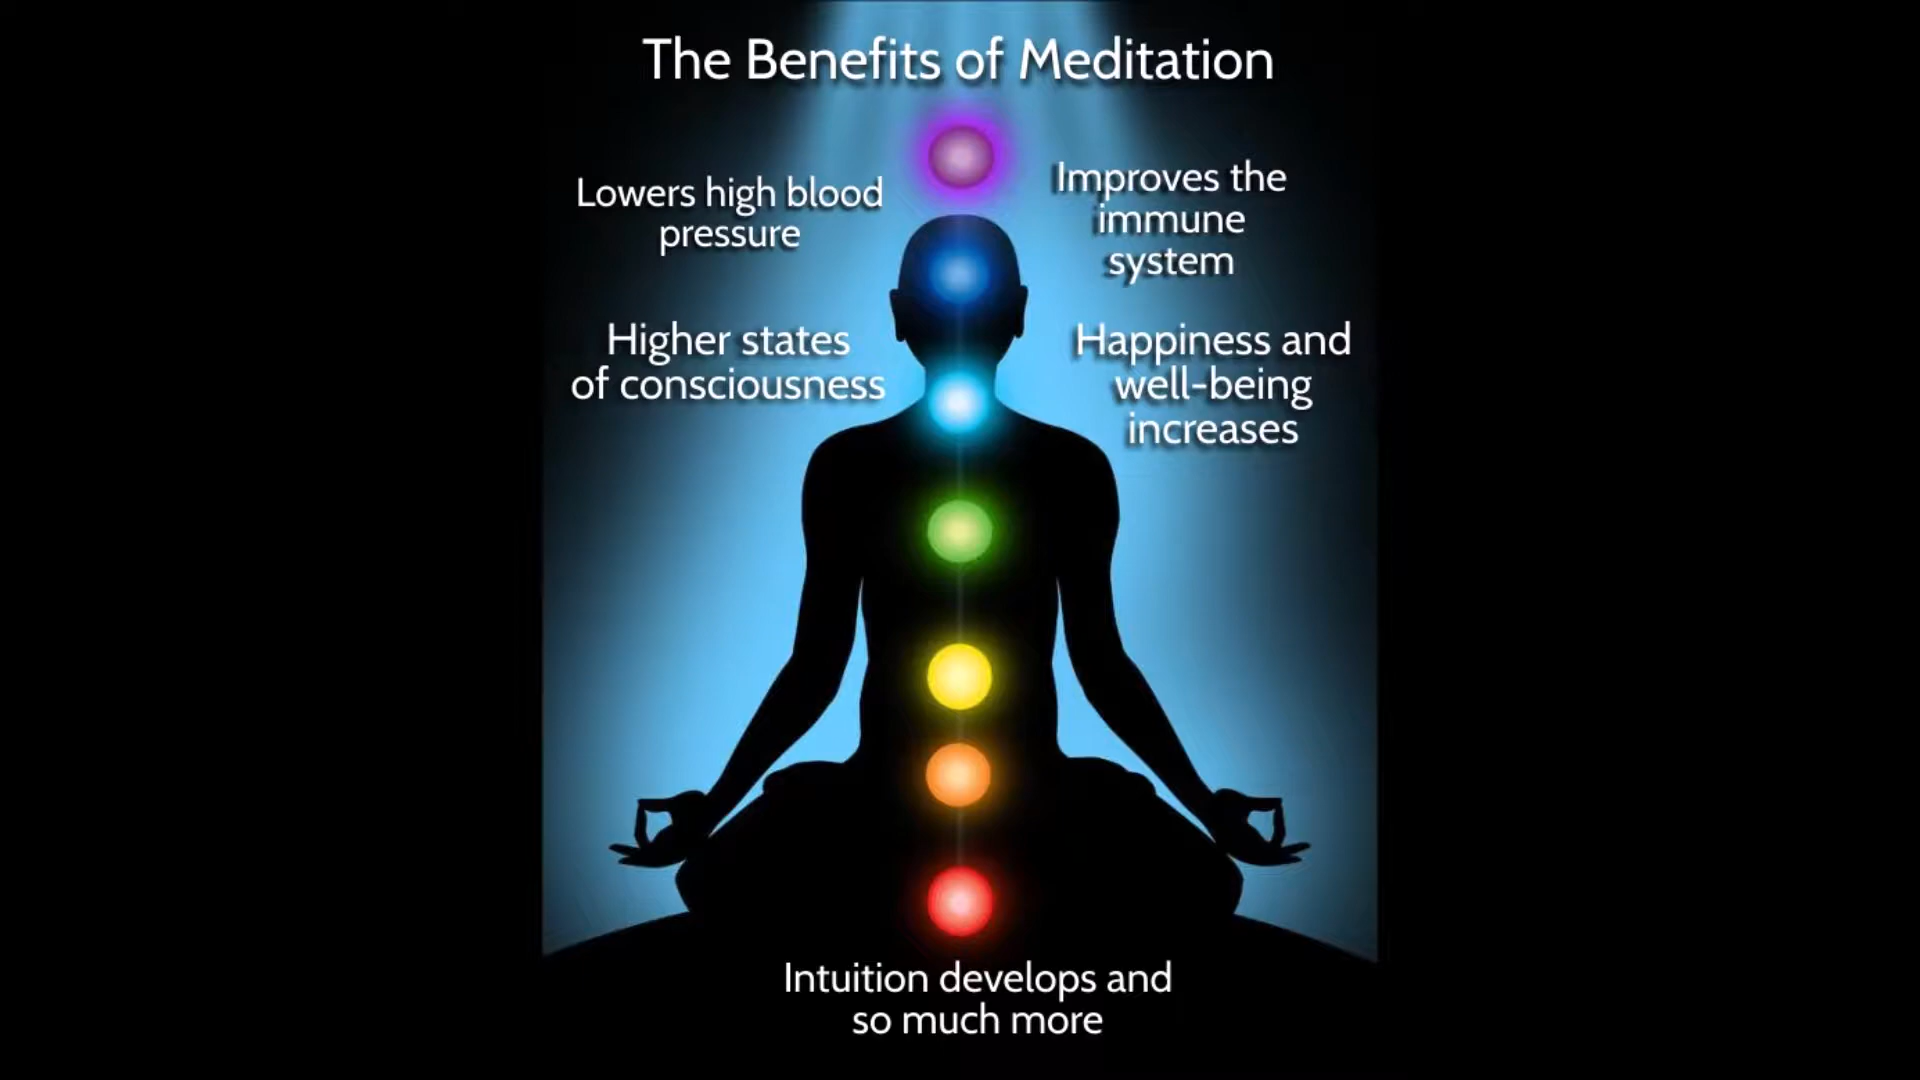 The Benefits of Meditation
Lowers high blood
pressure
Improves the
immune
system
Higher states
of consciousness
Happiness and
well-being
increases
Intuition develops and
so much more